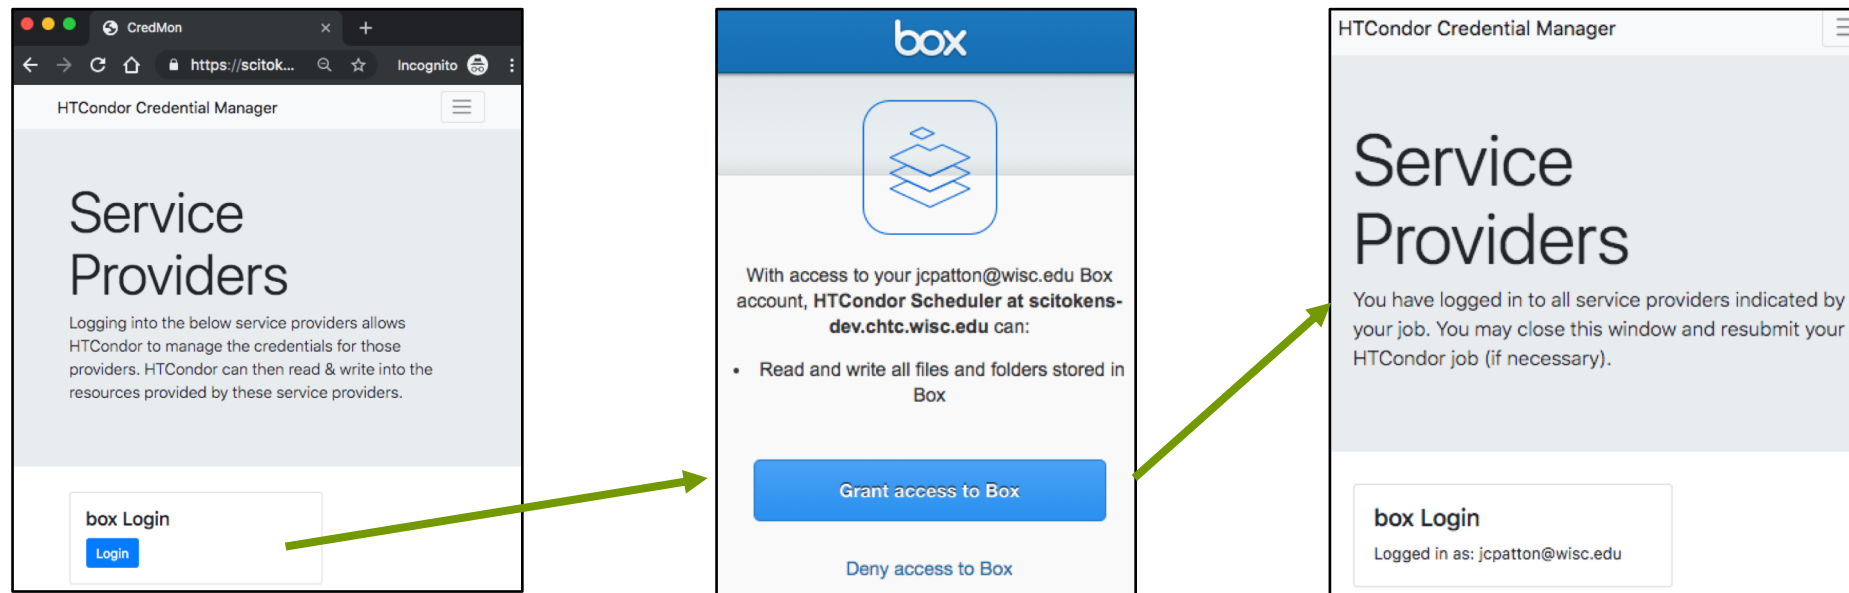 CredMon
https://scitok...
Incognito
HTCondor Credential Manager
Service
Providers
Logging into the below service providers allows
HTCondor to manage the credentials for those
providers. HTCondor can then read & write into the
resources provided by these service providers.
box Login
Login
box
With access to your jcpatton@wisc.edu Box
account, HTCondor Scheduler at scitokens-
dev.chtc.wisc.edu can:
• Read and write all files and folders stored in
Box
Grant access to Box
Deny access to Box
HTCondor Credential Manager
Service
Providers
You have logged in to all service providers indicated by
your job. You may close this window and resubmit your
HTCondor job (if necessary).
box Login
Logged in as: jcpatton@wisc.edu